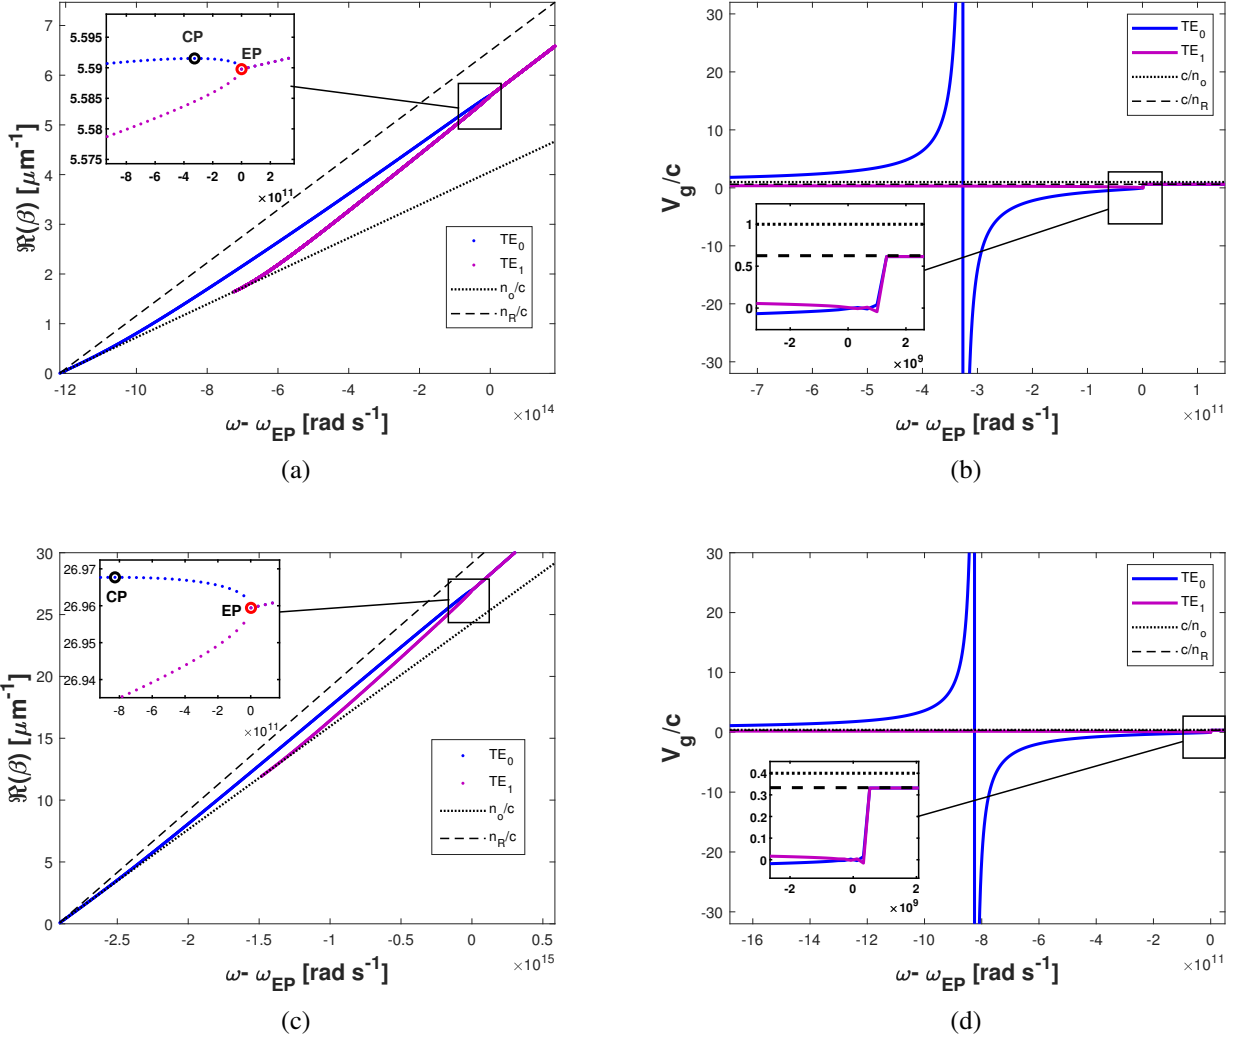 7
6
5
4
3
2
1
0
ℜ(β) [μm⁻¹]
5.595
5.59
5.585
5.58
5.575
CP
EP
-8 -6 -4 -2 0 2
×10¹¹
TE₀
TE₁
nₒ/c
n_R/c
-12 -10 -8 -6 -4 -2 0
×10¹⁴
ω- ω_EP [rad s⁻¹]
(a)
30
20
10
0
-10
-20
-30
V_g/c
TE₀
TE₁
c/nₒ
c/n_R
1
0.5
0
-2 0 2
×10⁹
-7 -6 -5 -4 -3 -2 -1 0 1
×10¹¹
ω- ω_EP [rad s⁻¹]
(b)
30
25
20
15
10
5
0
ℜ(β) [μm⁻¹]
26.97
26.96
26.95
26.94
CP
EP
-8 -6 -4 -2 0
×10¹¹
TE₀
TE₁
nₒ/c
n_R/c
-2.5 -2 -1.5 -1 -0.5 0 0.5
×10¹⁵
ω- ω_EP [rad s⁻¹]
(c)
30
20
10
0
-10
-20
-30
V_g/c
TE₀
TE₁
c/nₒ
c/n_R
0.4
0.3
0.2
0.1
0
-2 0 2
×10⁹
-16 -14 -12 -10 -8 -6 -4 -2 0
×10¹¹
ω- ω_EP [rad s⁻¹]
(d)